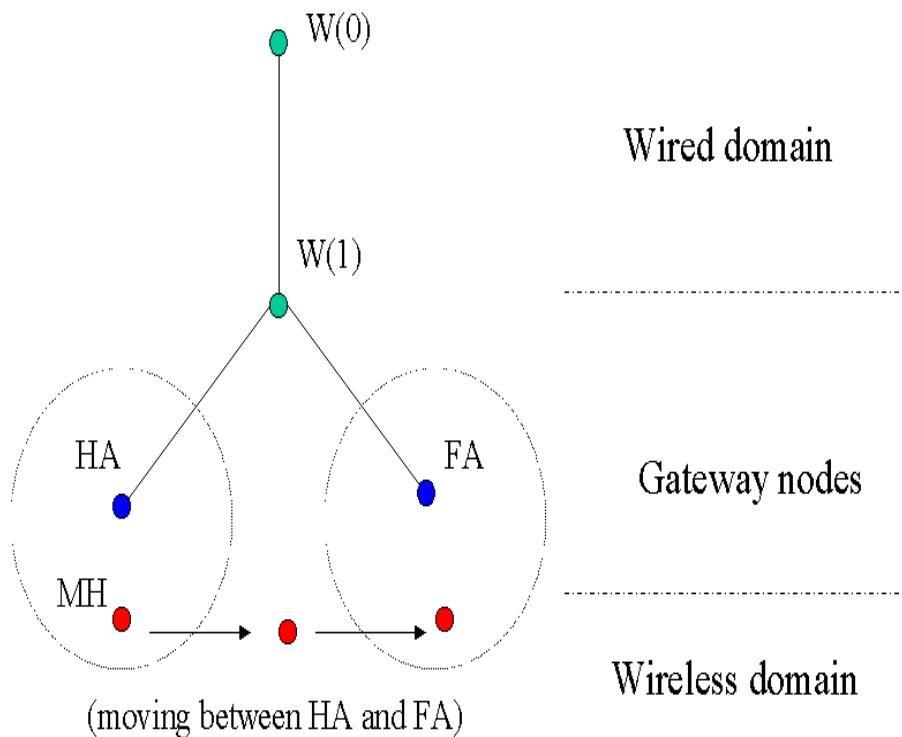 W(0)
Wired domain
W(1)
HA
FA
Gateway nodes
MH
Wireless domain
(moving between HA and FA)